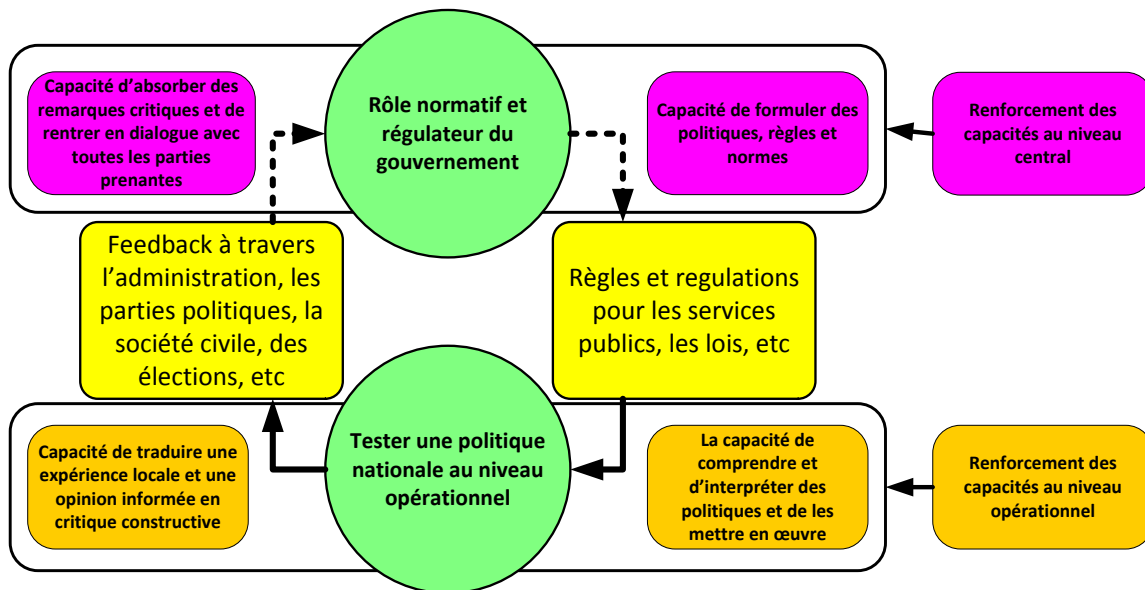 Capacité d’absorber des
remarques critiques et de
rentrer en dialogue avec
toutes les parties
prenantes
Rôle normatif et
régulateur du
gouvernement
Capacité de formuler des
politiques, règles et
normes
Renforcement des
capacités au niveau
central
Feedback à travers
l’administration, les
parties politiques, la
société civile, des
élections, etc
Règles et regulations
pour les services
publics, les lois, etc
Capacité de traduire une
expérience locale et une
opinion informée en
critique constructive
Tester une politique
nationale au niveau
opérationnel
La capacité de
comprendre et
d’interpréter des
politiques et de les
mettre en œuvre
Renforcement des
capacités au niveau
opérationnel